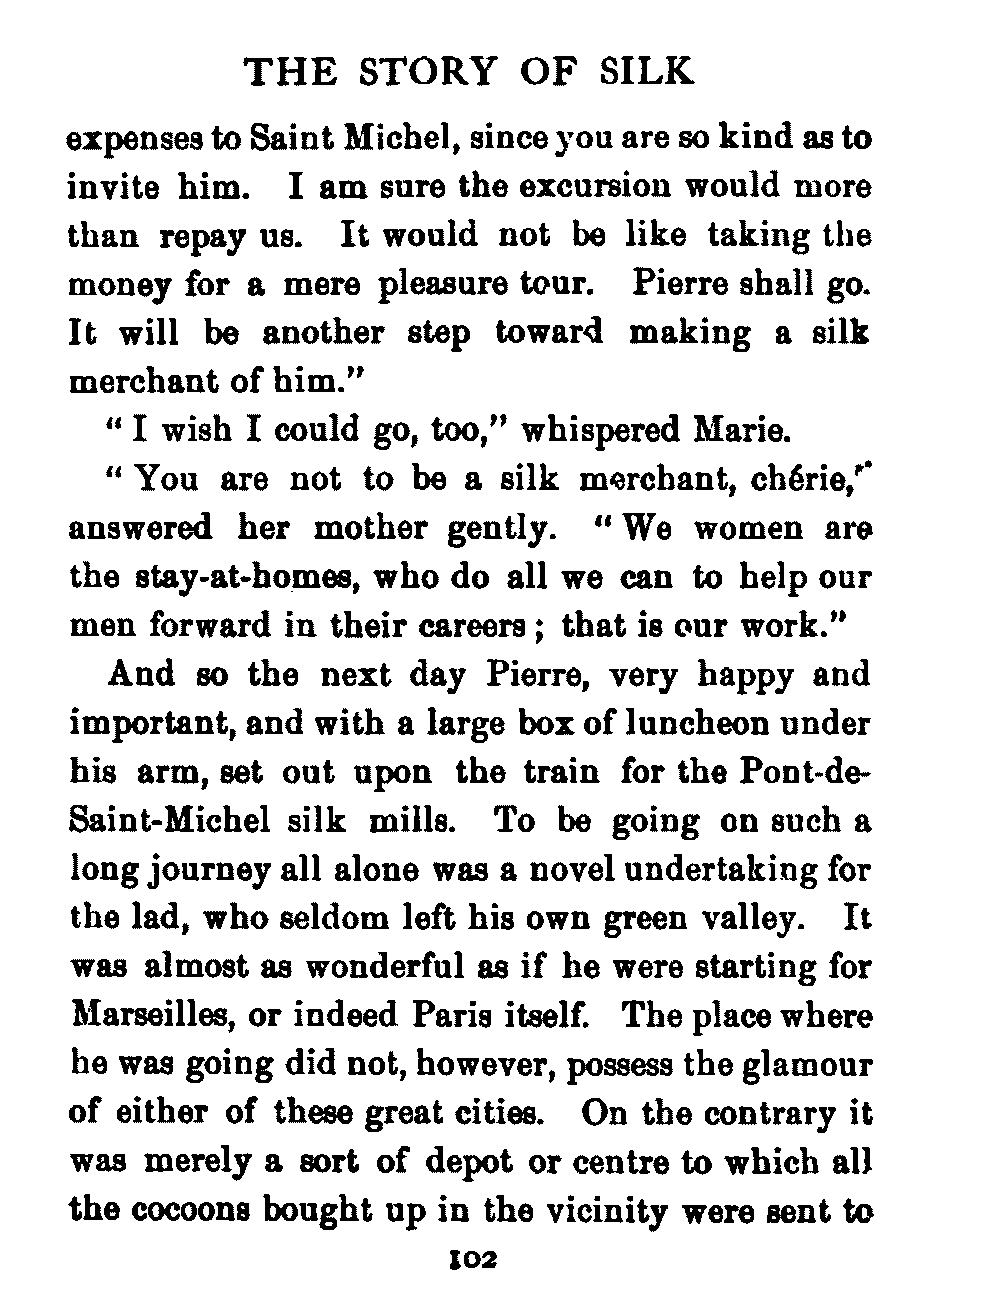 THE STORY OF SILK
expenses to Saint Michel, since you are so kind as to
invite him. I am sure the excursion would more
than repay us. It would not be like taking the
money for a mere pleasure tour. Pierre shall go.
It will be another step toward making a silk
merchant of him."
" I wish I could go, too," whispered Marie.
" You are not to be a silk merchant, chérie,"
answered her mother gently. " We women are
the stay-at-homes, who do all we can to help our
men forward in their careers ; that is our work."
And so the next day Pierre, very happy and
important, and with a large box of luncheon under
his arm, set out upon the train for the Pont-de-
Saint-Michel silk mills. To be going on such a
long journey all alone was a novel undertaking for
the lad, who seldom left his own green valley. It
was almost as wonderful as if he were starting for
Marseilles, or indeed Paris itself. The place where
he was going did not, however, possess the glamour
of either of these great cities. On the contrary it
was merely a sort of depot or centre to which all
the cocoons bought up in the vicinity were sent to
102